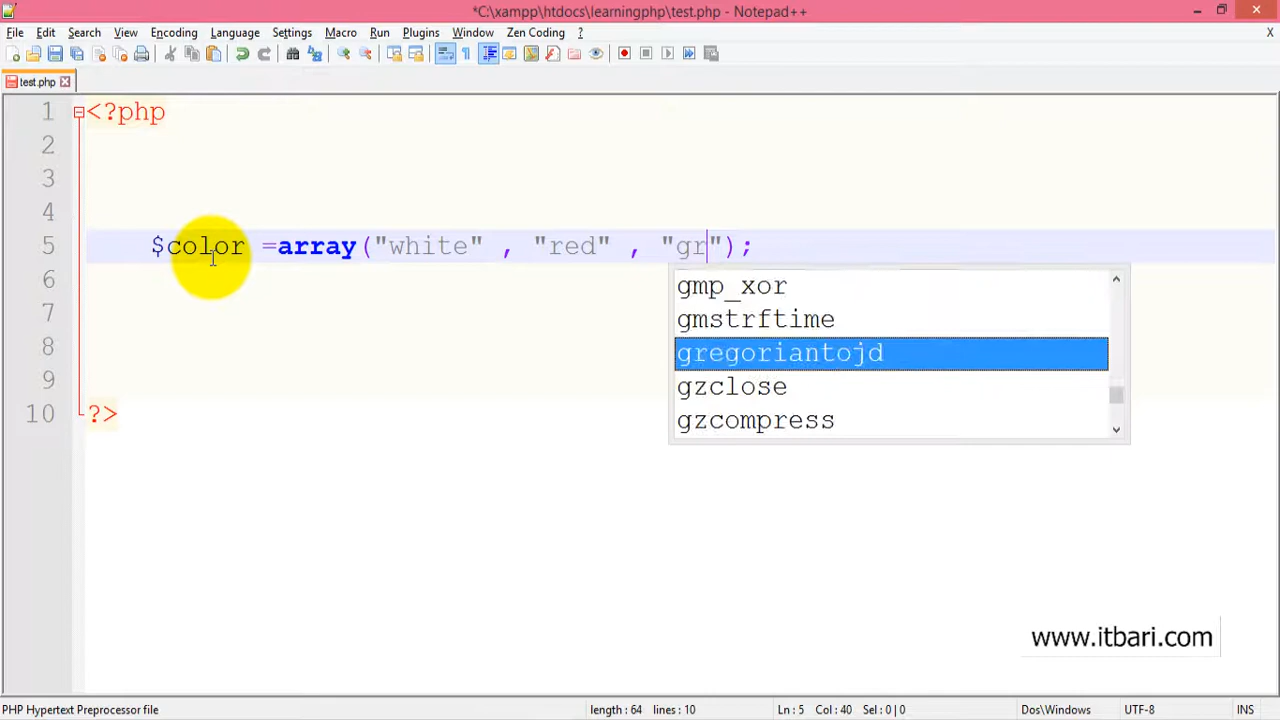 *C:\xampp\htdocs\learningphp\test.php - Notepad++
File Edit Search View Encoding Language Settings Macro Run Plugins Window Zen Coding ? X
test.php
1 <?php
2
3
4
5 $color =array("white" , "red" , "gr");
6
7
8
9
10 ?>
gmp_xor
gmstrftime
gregoriantojd
gzclose
gzcompress
www.itbari.com
PHP Hypertext Preprocessor file length : 64 lines : 10 Ln : 5 Col : 40 Sel : 0 | 0 Dos\Windows UTF-8 INS